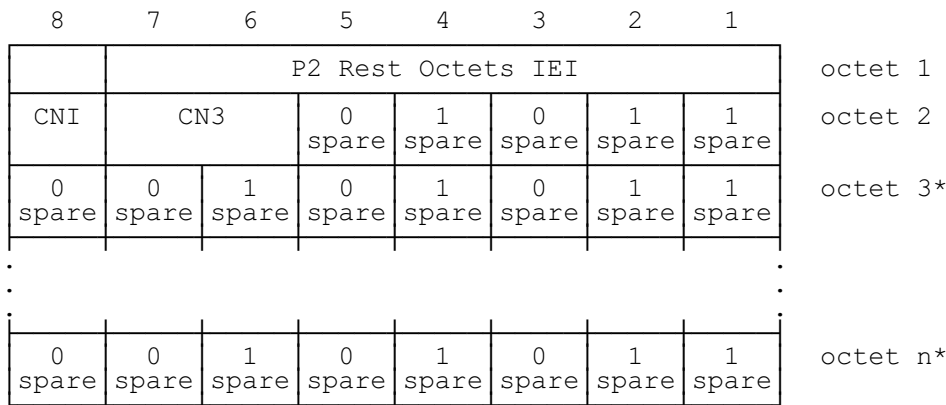 8 7 6 5 4 3 2 1
P2 Rest Octets IEI octet 1
CNI CN3 0 1 0 1 1 octet 2
spare spare spare spare spare
0 0 1 0 1 0 1 1 octet 3*
spare spare spare spare spare spare spare spare
0 0 1 0 1 0 1 1 octet n*
spare spare spare spare spare spare spare spare